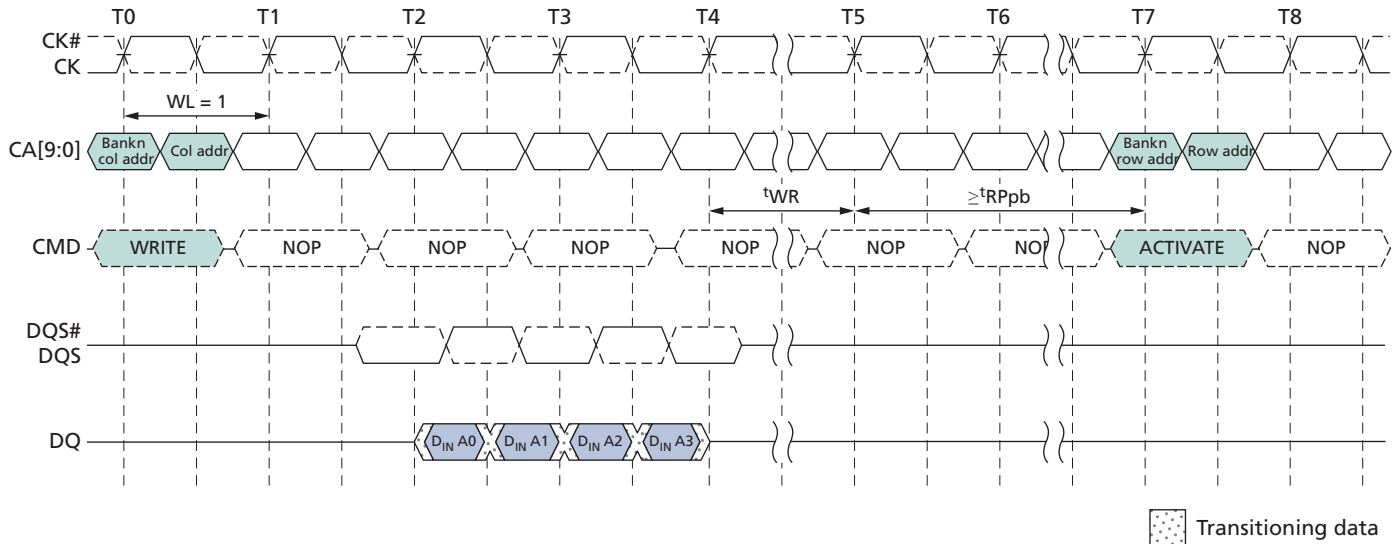 T0 T1 T2 T3 T4 T5 T6 T7 T8
CK#
CK
WL = 1
CA[9:0]
Bankn col addr
Col addr
Bankn row addr
Row addr
tWR
≥tRPpb
CMD
WRITE NOP NOP NOP NOP NOP NOP ACTIVATE NOP
DQS#
DQS
DQ
DIN A0 DIN A1 DIN A2 DIN A3
Transitioning data